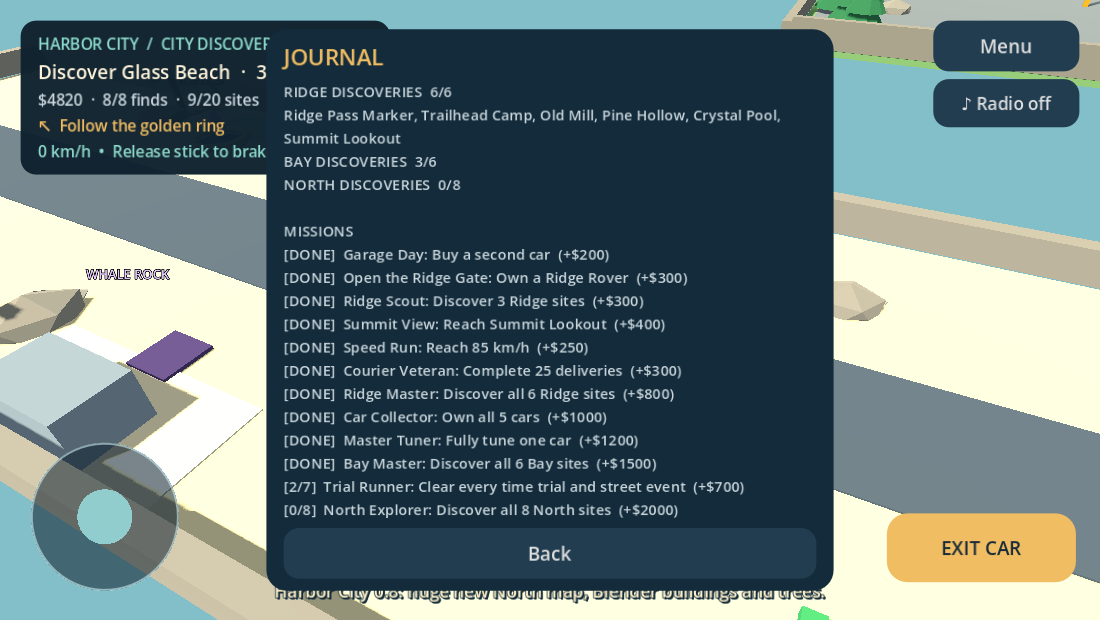 HARBOR CITY / CITY DISCOVER
Discover Glass Beach · 3
$4820 · 8/8 finds · 9/20 sites
↖ Follow the golden ring
0 km/h • Release stick to brak
JOURNAL
RIDGE DISCOVERIES 6/6
Ridge Pass Marker, Trailhead Camp, Old Mill, Pine Hollow, Crystal Pool,
Summit Lookout
BAY DISCOVERIES 3/6
NORTH DISCOVERIES 0/8
MISSIONS
[DONE] Garage Day: Buy a second car (+$200)
[DONE] Open the Ridge Gate: Own a Ridge Rover (+$300)
[DONE] Ridge Scout: Discover 3 Ridge sites (+$300)
[DONE] Summit View: Reach Summit Lookout (+$400)
[DONE] Speed Run: Reach 85 km/h (+$250)
[DONE] Courier Veteran: Complete 25 deliveries (+$300)
[DONE] Ridge Master: Discover all 6 Ridge sites (+$800)
[DONE] Car Collector: Own all 5 cars (+$1000)
[DONE] Master Tuner: Fully tune one car (+$1200)
[DONE] Bay Master: Discover all 6 Bay sites (+$1500)
[2/7] Trial Runner: Clear every time trial and street event (+$700)
[0/8] North Explorer: Discover all 8 North sites (+$2000)
Back
Menu
♪ Radio off
WHALE ROCK
EXIT CAR
Harbor City 0.8: huge new North map, Blender buildings and trees.